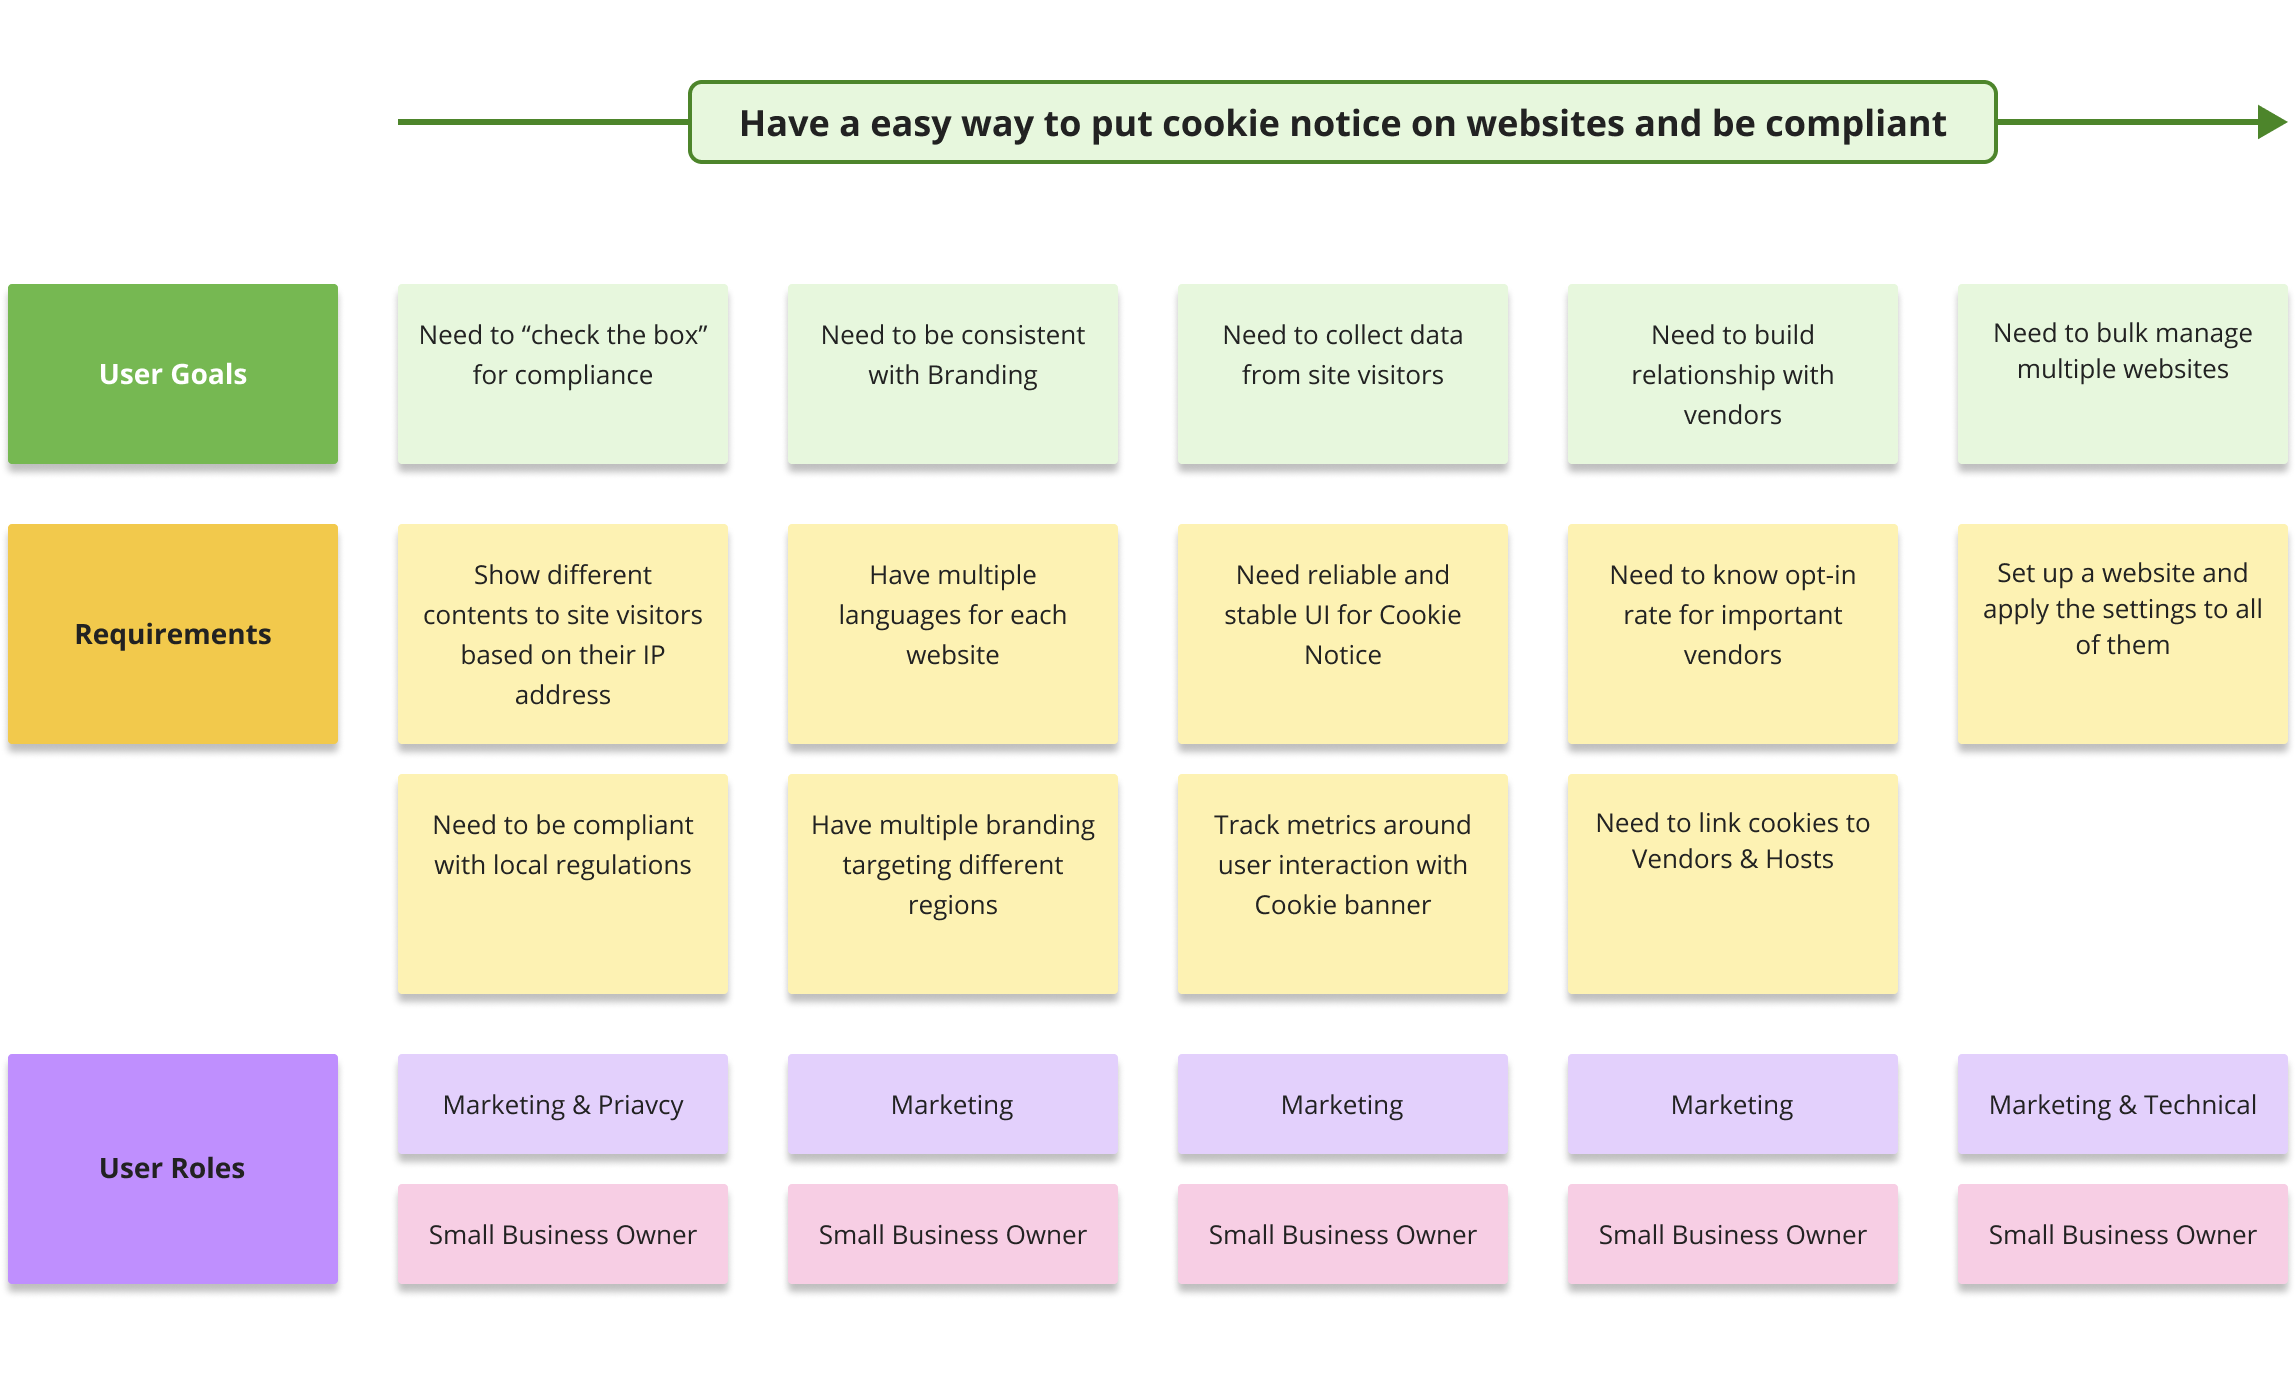 Have a easy way to put cookie notice on websites and be compliant
User Goals
Need to “check the box”
for compliance
Need to be consistent
with Branding
Need to collect data
from site visitors
Need to build
relationship with
vendors
Need to bulk manage
multiple websites
Requirements
Show different
contents to site visitors
based on their IP
address
Have multiple
languages for each
website
Need reliable and
stable UI for Cookie
Notice
Need to know opt-in
rate for important
vendors
Set up a website and
apply the settings to all
of them
Need to be compliant
with local regulations
Have multiple branding
targeting different
regions
Track metrics around
user interaction with
Cookie banner
Need to link cookies to
Vendors & Hosts
User Roles
Marketing & Priavcy
Marketing
Marketing
Marketing
Marketing & Technical
Small Business Owner
Small Business Owner
Small Business Owner
Small Business Owner
Small Business Owner